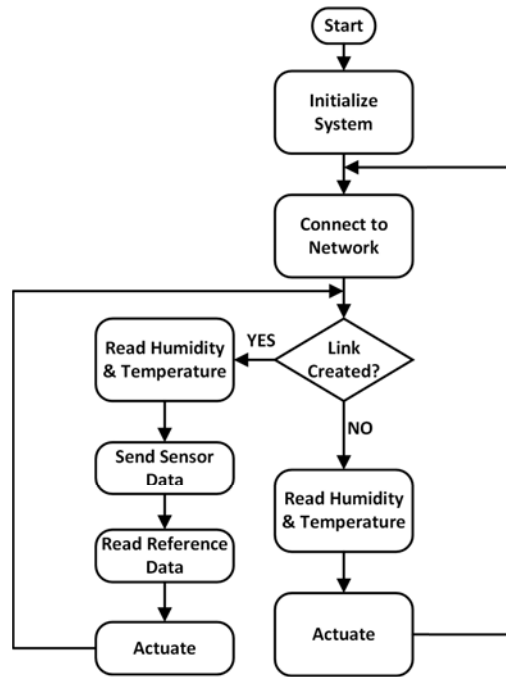 Start
Initialize
System
Connect to
Network
Link
Created?
YES
Read Humidity
& Temperature
Send Sensor
Data
Read Reference
Data
Actuate
NO
Read Humidity
& Temperature
Actuate